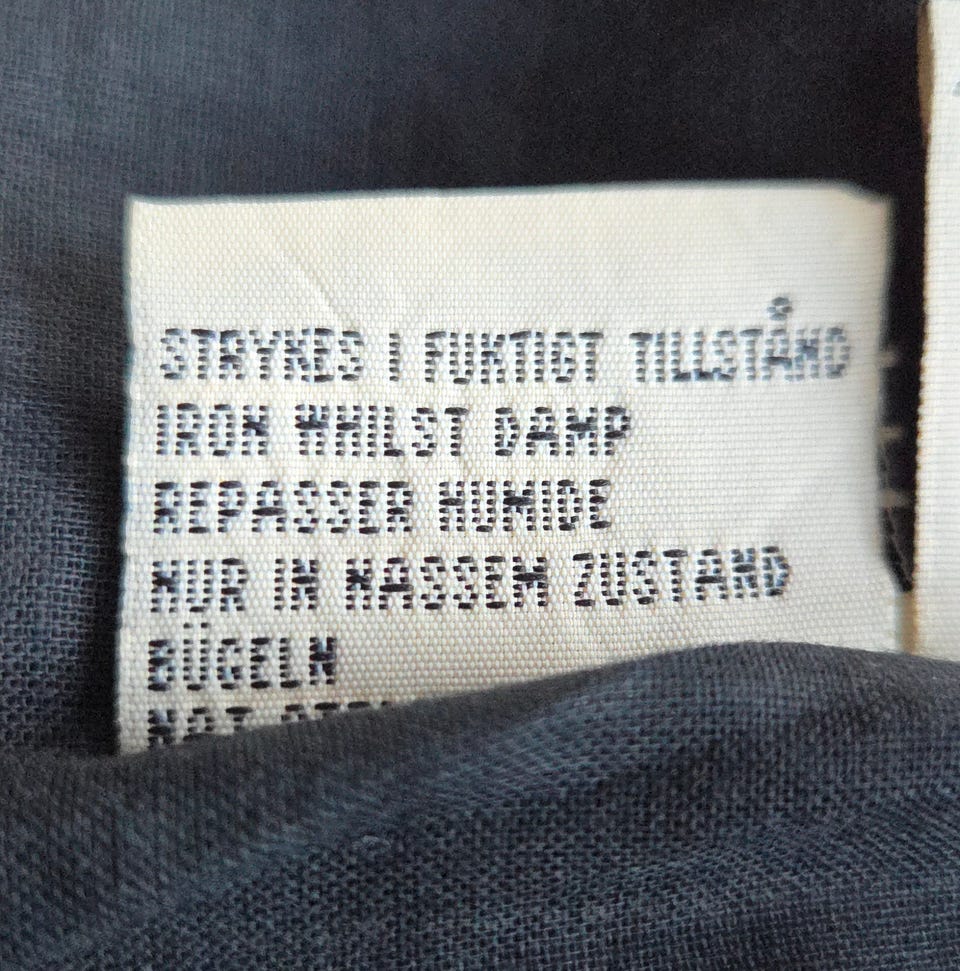 STRYKES I FUKTIGT TILLSTÅND
IRON WHILST DAMP
REPASSER HUMIDE
NUR IN NASSEM ZUSTAND
BÜGELN